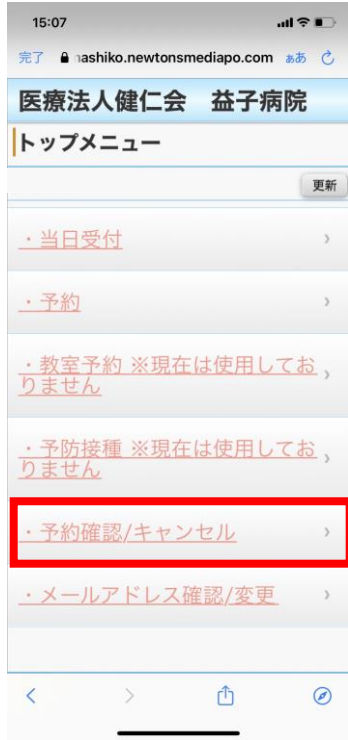 15:07
完了 nashiko.newtonsmediapo.com ぁあ
医療法人健仁会 益子病院
トップメニュー
更新
・当日受付
・予約
・教室予約 ※現在は使用してお
りません
・予防接種 ※現在は使用してお
りません
・予約確認/キャンセル
・メールアドレス確認/変更